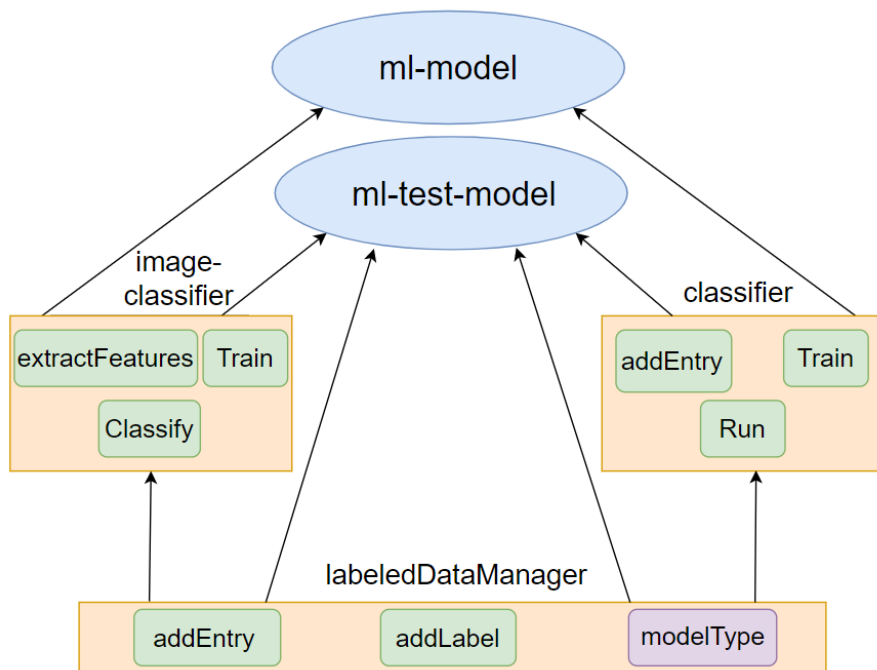 ml-model
ml-test-model
image-
classifier
classifier
extractFeatures
Train
addEntry
Train
Classify
Run
labeledDataManager
addEntry
addLabel
modelType